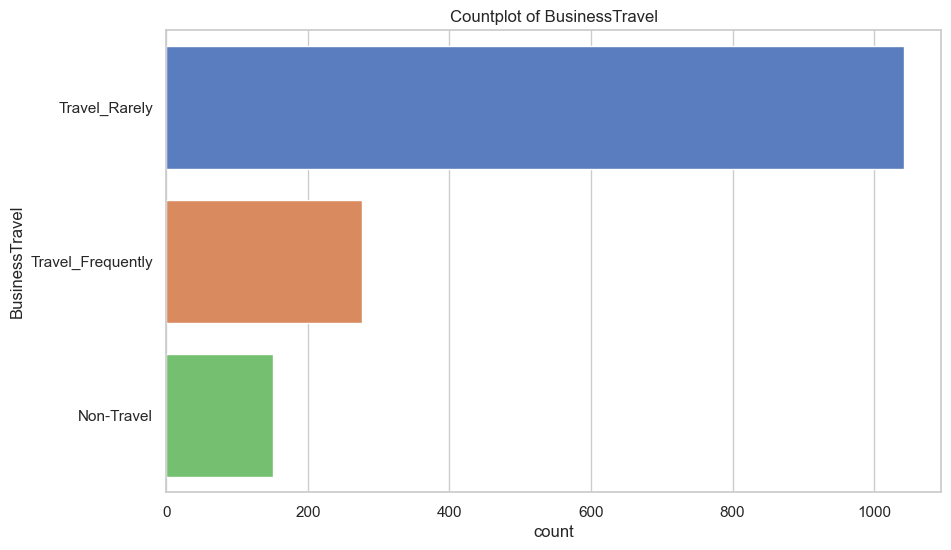 Countplot of BusinessTravel
BusinessTravel
Travel_Rarely
Travel_Frequently
Non-Travel
0 200 400 600 800 1000
count